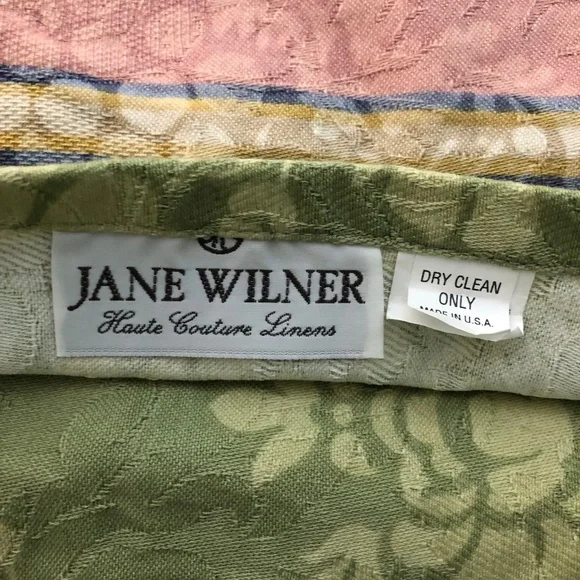 JANE WILNER
Haute Couture Linens
DRY CLEAN
ONLY
MADE IN U.S.A.